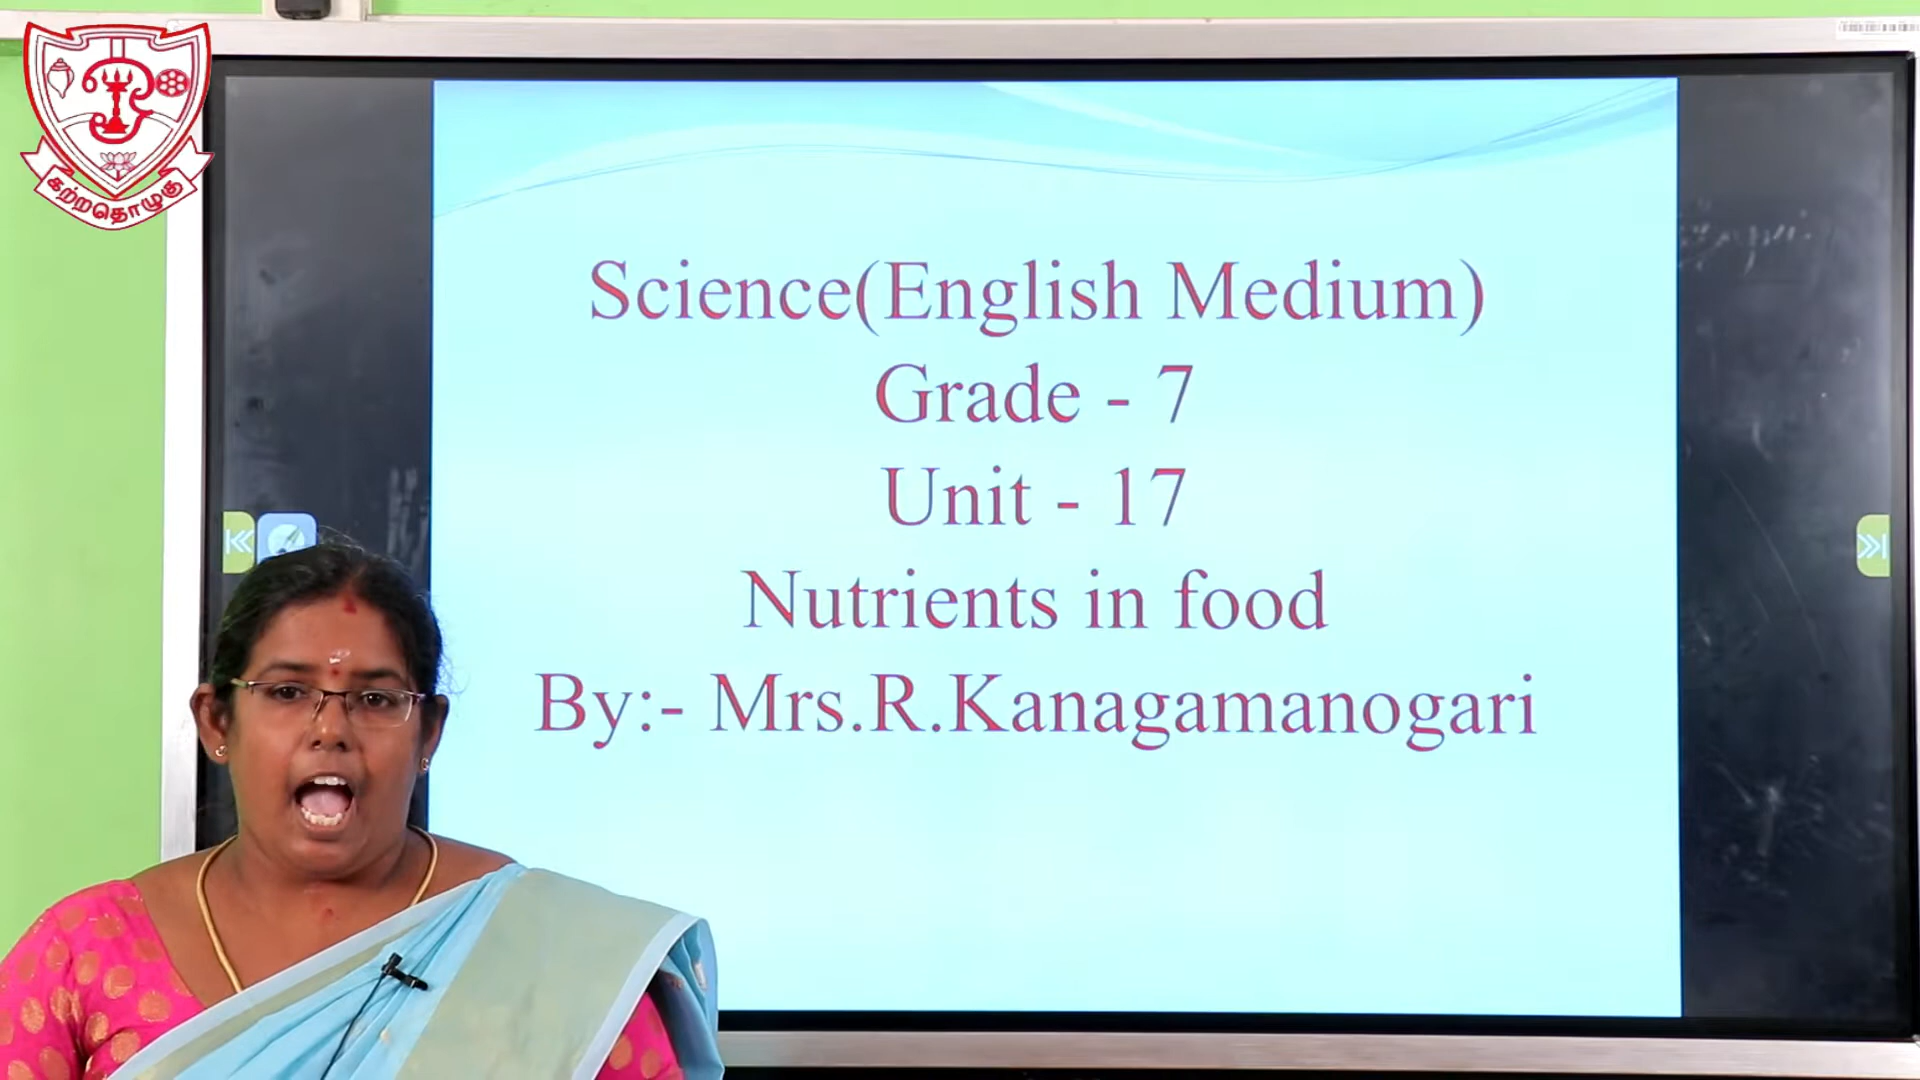 கற்றதொழுகு
Science(English Medium)
Grade - 7
Unit - 17
Nutrients in food
By:- Mrs.R.Kanagamanogari